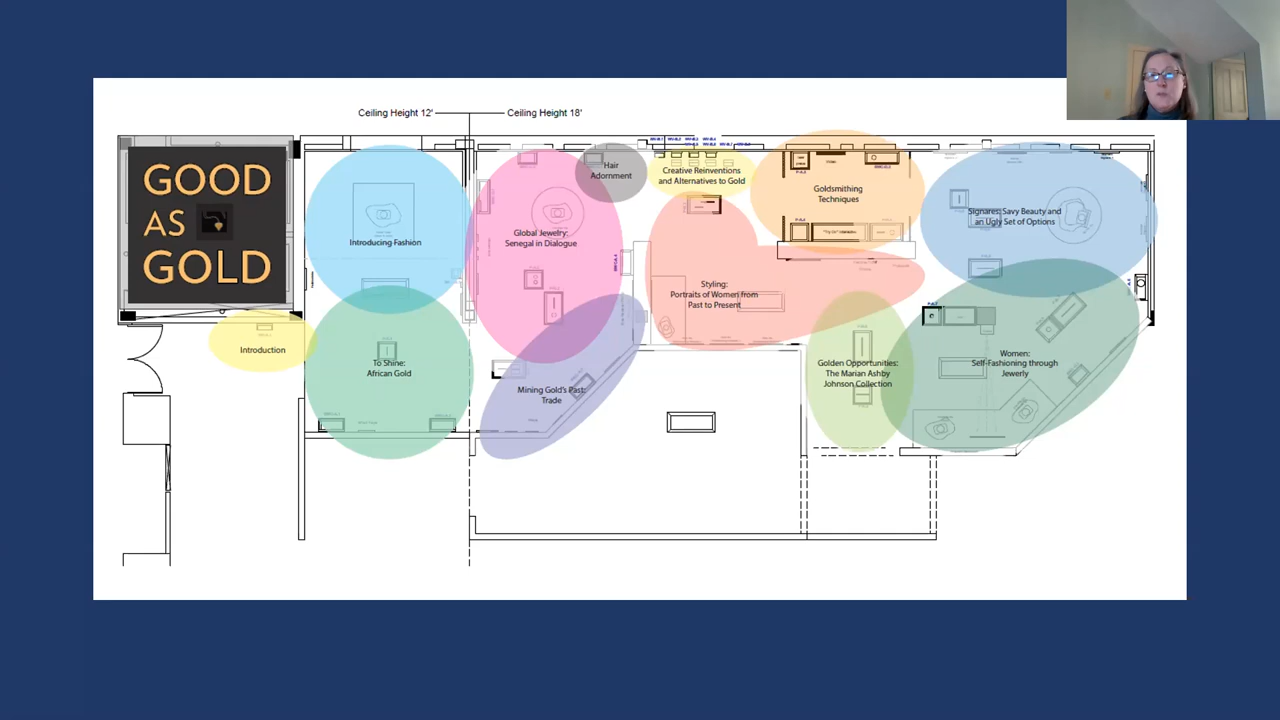 Ceiling Height 12'
Ceiling Height 18'
GOOD
AS
GOLD
Introduction
Introducing Fashion
To Shine:
African Gold
Global Jewelry:
Senegal in Dialogue
Mining Gold's Past:
Trade
Hair
Adornment
Creative Reinventions
and Alternatives to Gold
Styling:
Portraits of Women from
Past to Present
Goldsmithing
Techniques
Golden Opportunities:
The Marian Ashby
Johnson Collection
Signares: Savy Beauty and
an Ugly Set of Options
Women:
Self-Fashioning through
Jewerly